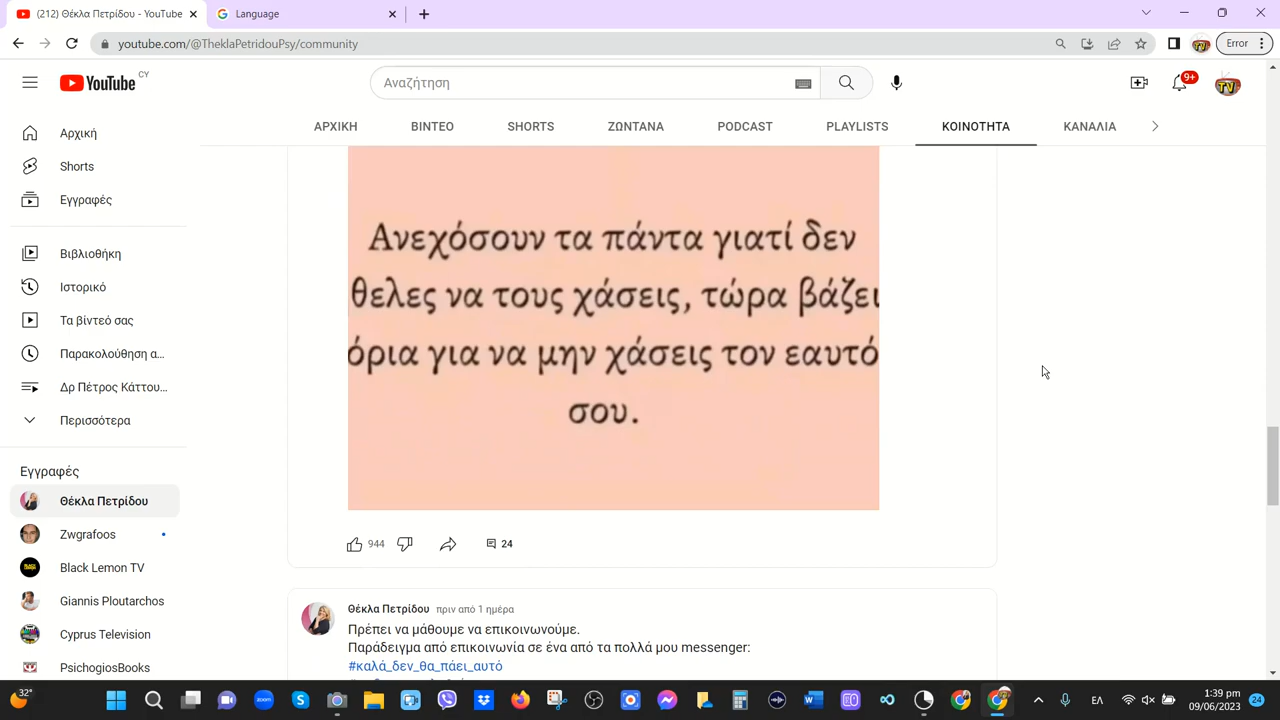 (212) Θέκλα Πετρίδου - YouTube
Language
youtube.com/@TheklaPetridouPsy/community
Error
YouTube CY
Αναζήτηση
9+
TV
ΑΡΧΙΚΗ ΒΙΝΤΕΟ SHORTS ΖΩΝΤΑΝΑ PODCAST PLAYLISTS ΚΟΙΝΟΤΗΤΑ ΚΑΝΑΛΙΑ
Αρχική
Shorts
Εγγραφές
Βιβλιοθήκη
Ιστορικό
Τα βίντεό σας
Παρακολούθηση α...
Δρ Πέτρος Κάττου...
Περισσότερα
Εγγραφές
Θέκλα Πετρίδου
Zwgrafoos
Black Lemon TV
Giannis Ploutarchos
Cyprus Television
PsichogiosBooks
Ανεχόσουν τα πάντα γιατί δεν
θελες να τους χάσεις, τώρα βάζει
όρια για να μην χάσεις τον εαυτό
σου.
944 24
Θέκλα Πετρίδου πριν από 1 ημέρα
Πρέπει να μάθουμε να επικοινωνούμε.
Παράδειγμα από επικοινωνία σε ένα από τα πολλά μου messenger:
#καλά_δεν_θα_πάει_αυτό
32°
zoom
ΕΛ
1:39 pm
09/06/2023
24